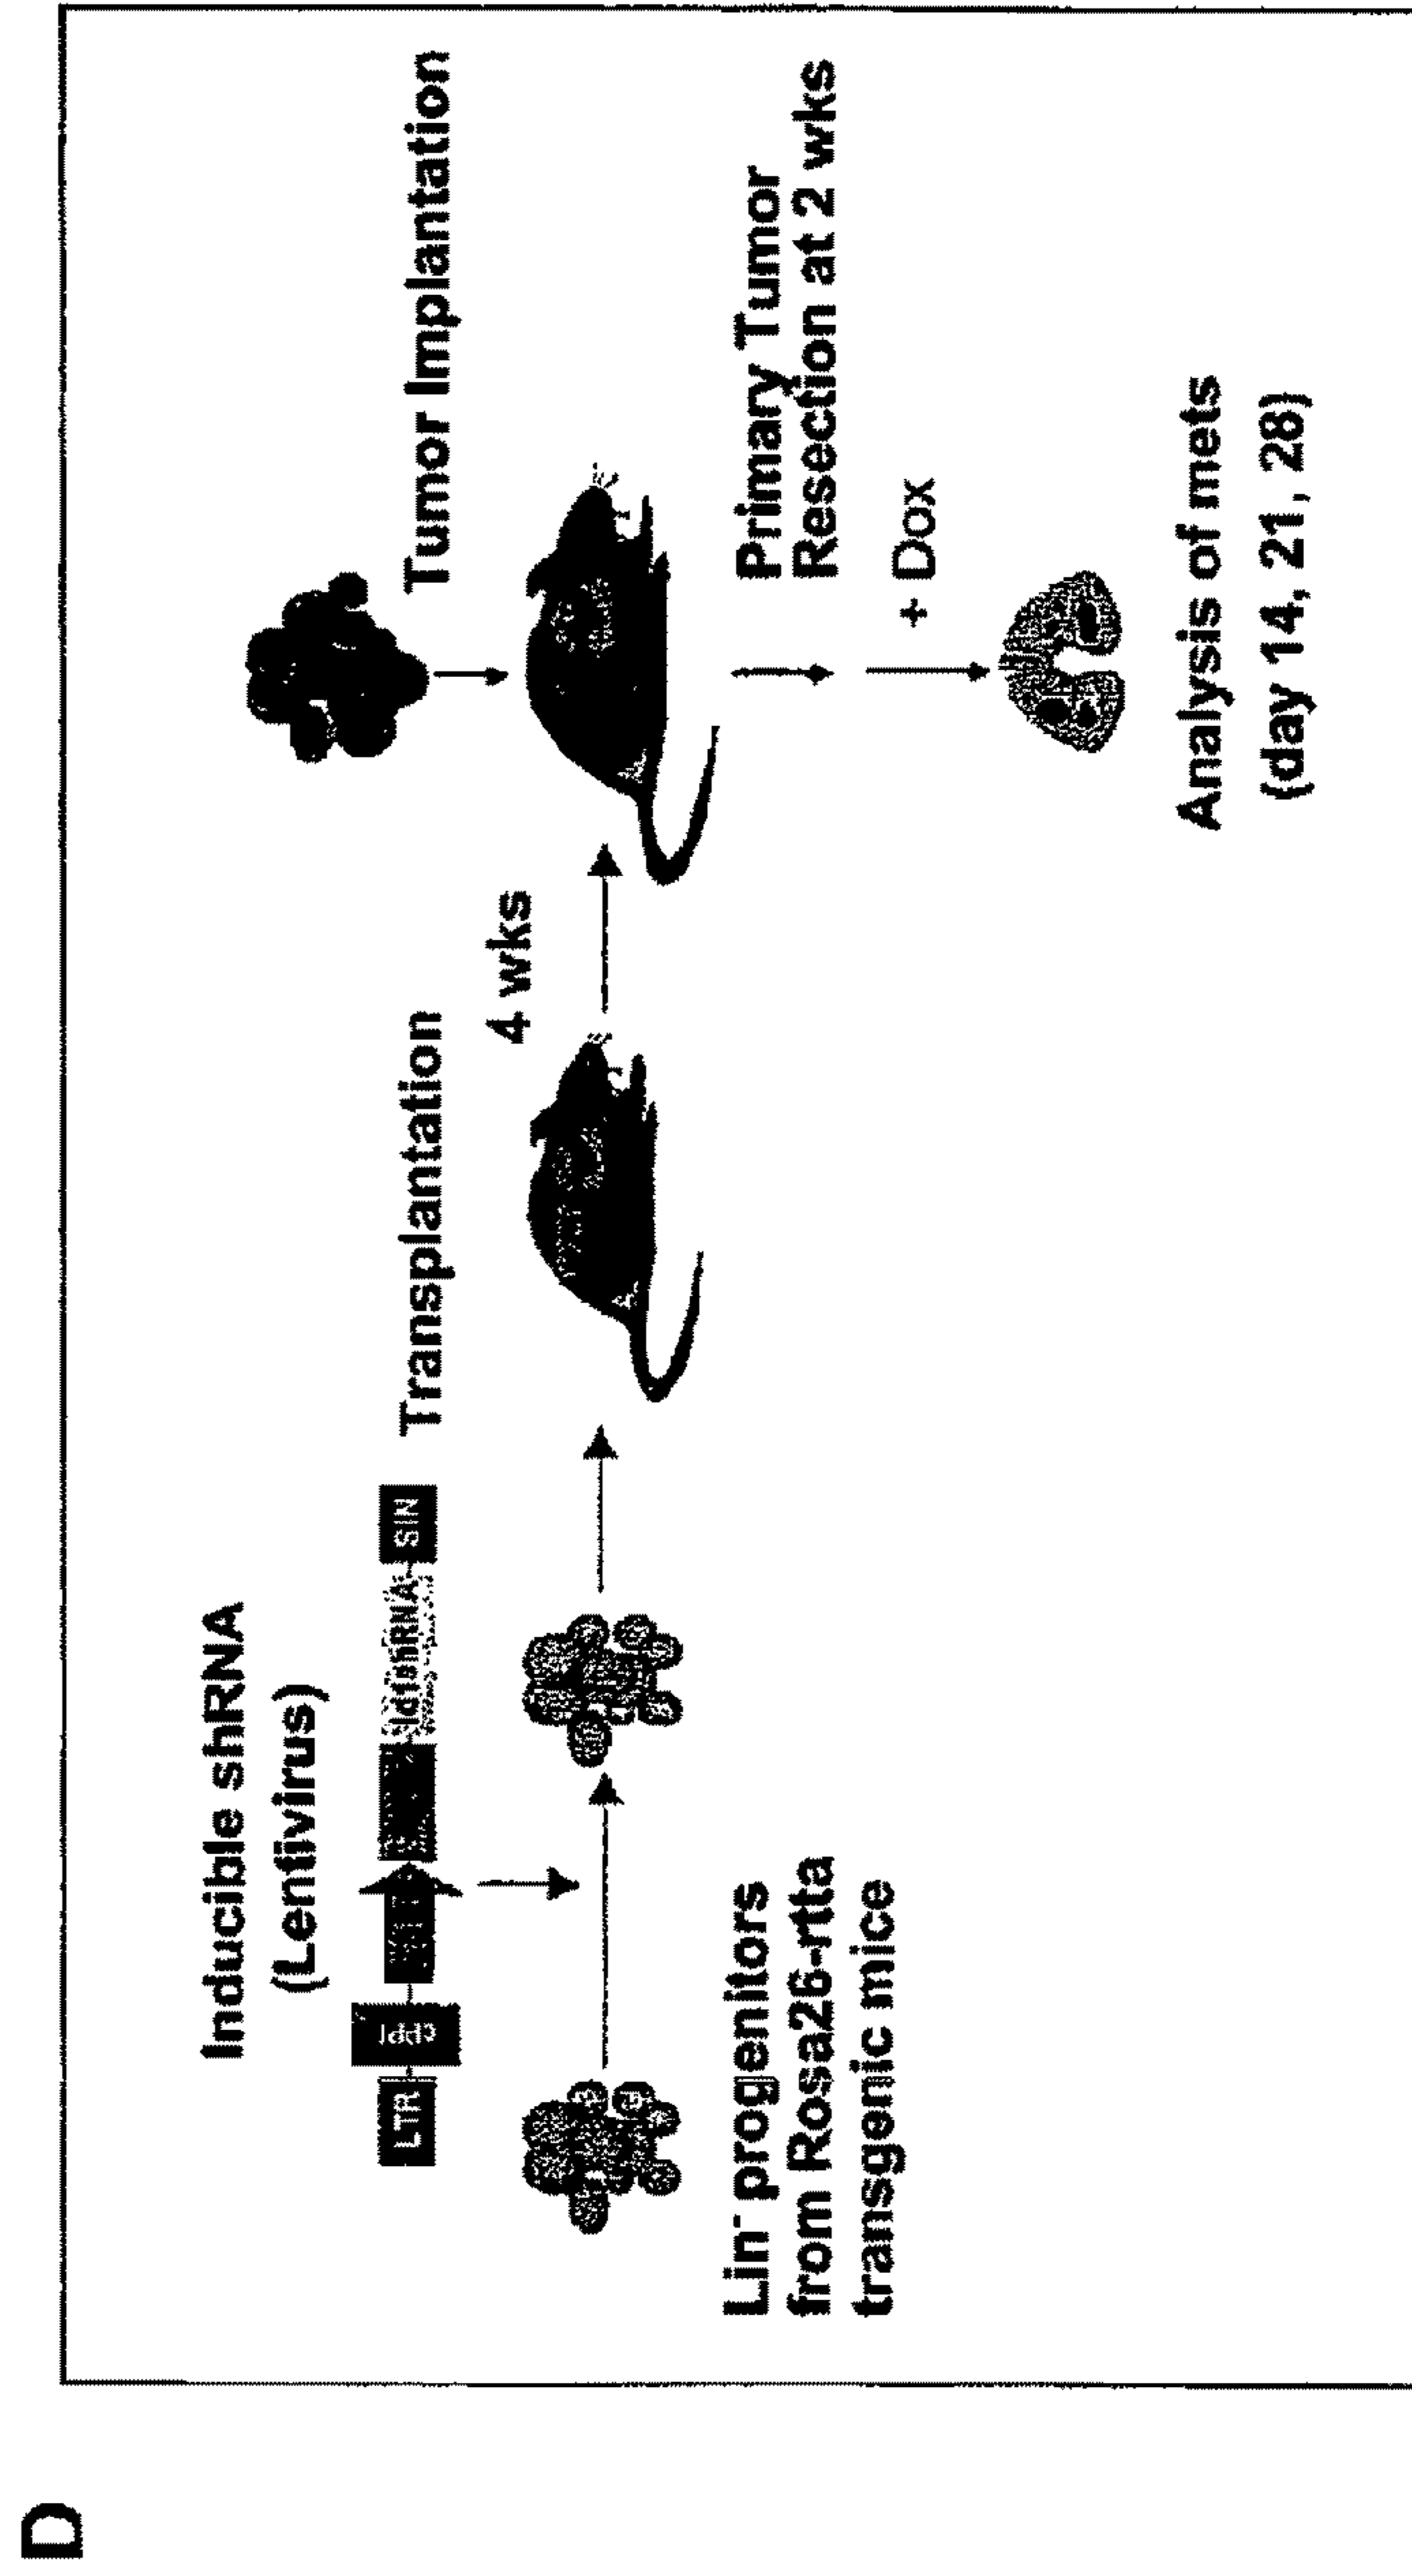 D
Inducible shRNA
(Lentivirus)
LTR
cPPT
Id1shRNA
SIN
Transplantation
4 wks
Tumor Implantation
Lin⁻ progenitors
from Rosa26-rtta
transgenic mice
Primary Tumor
Resection at 2 wks
+ Dox
Analysis of mets
(day 14, 21, 28)